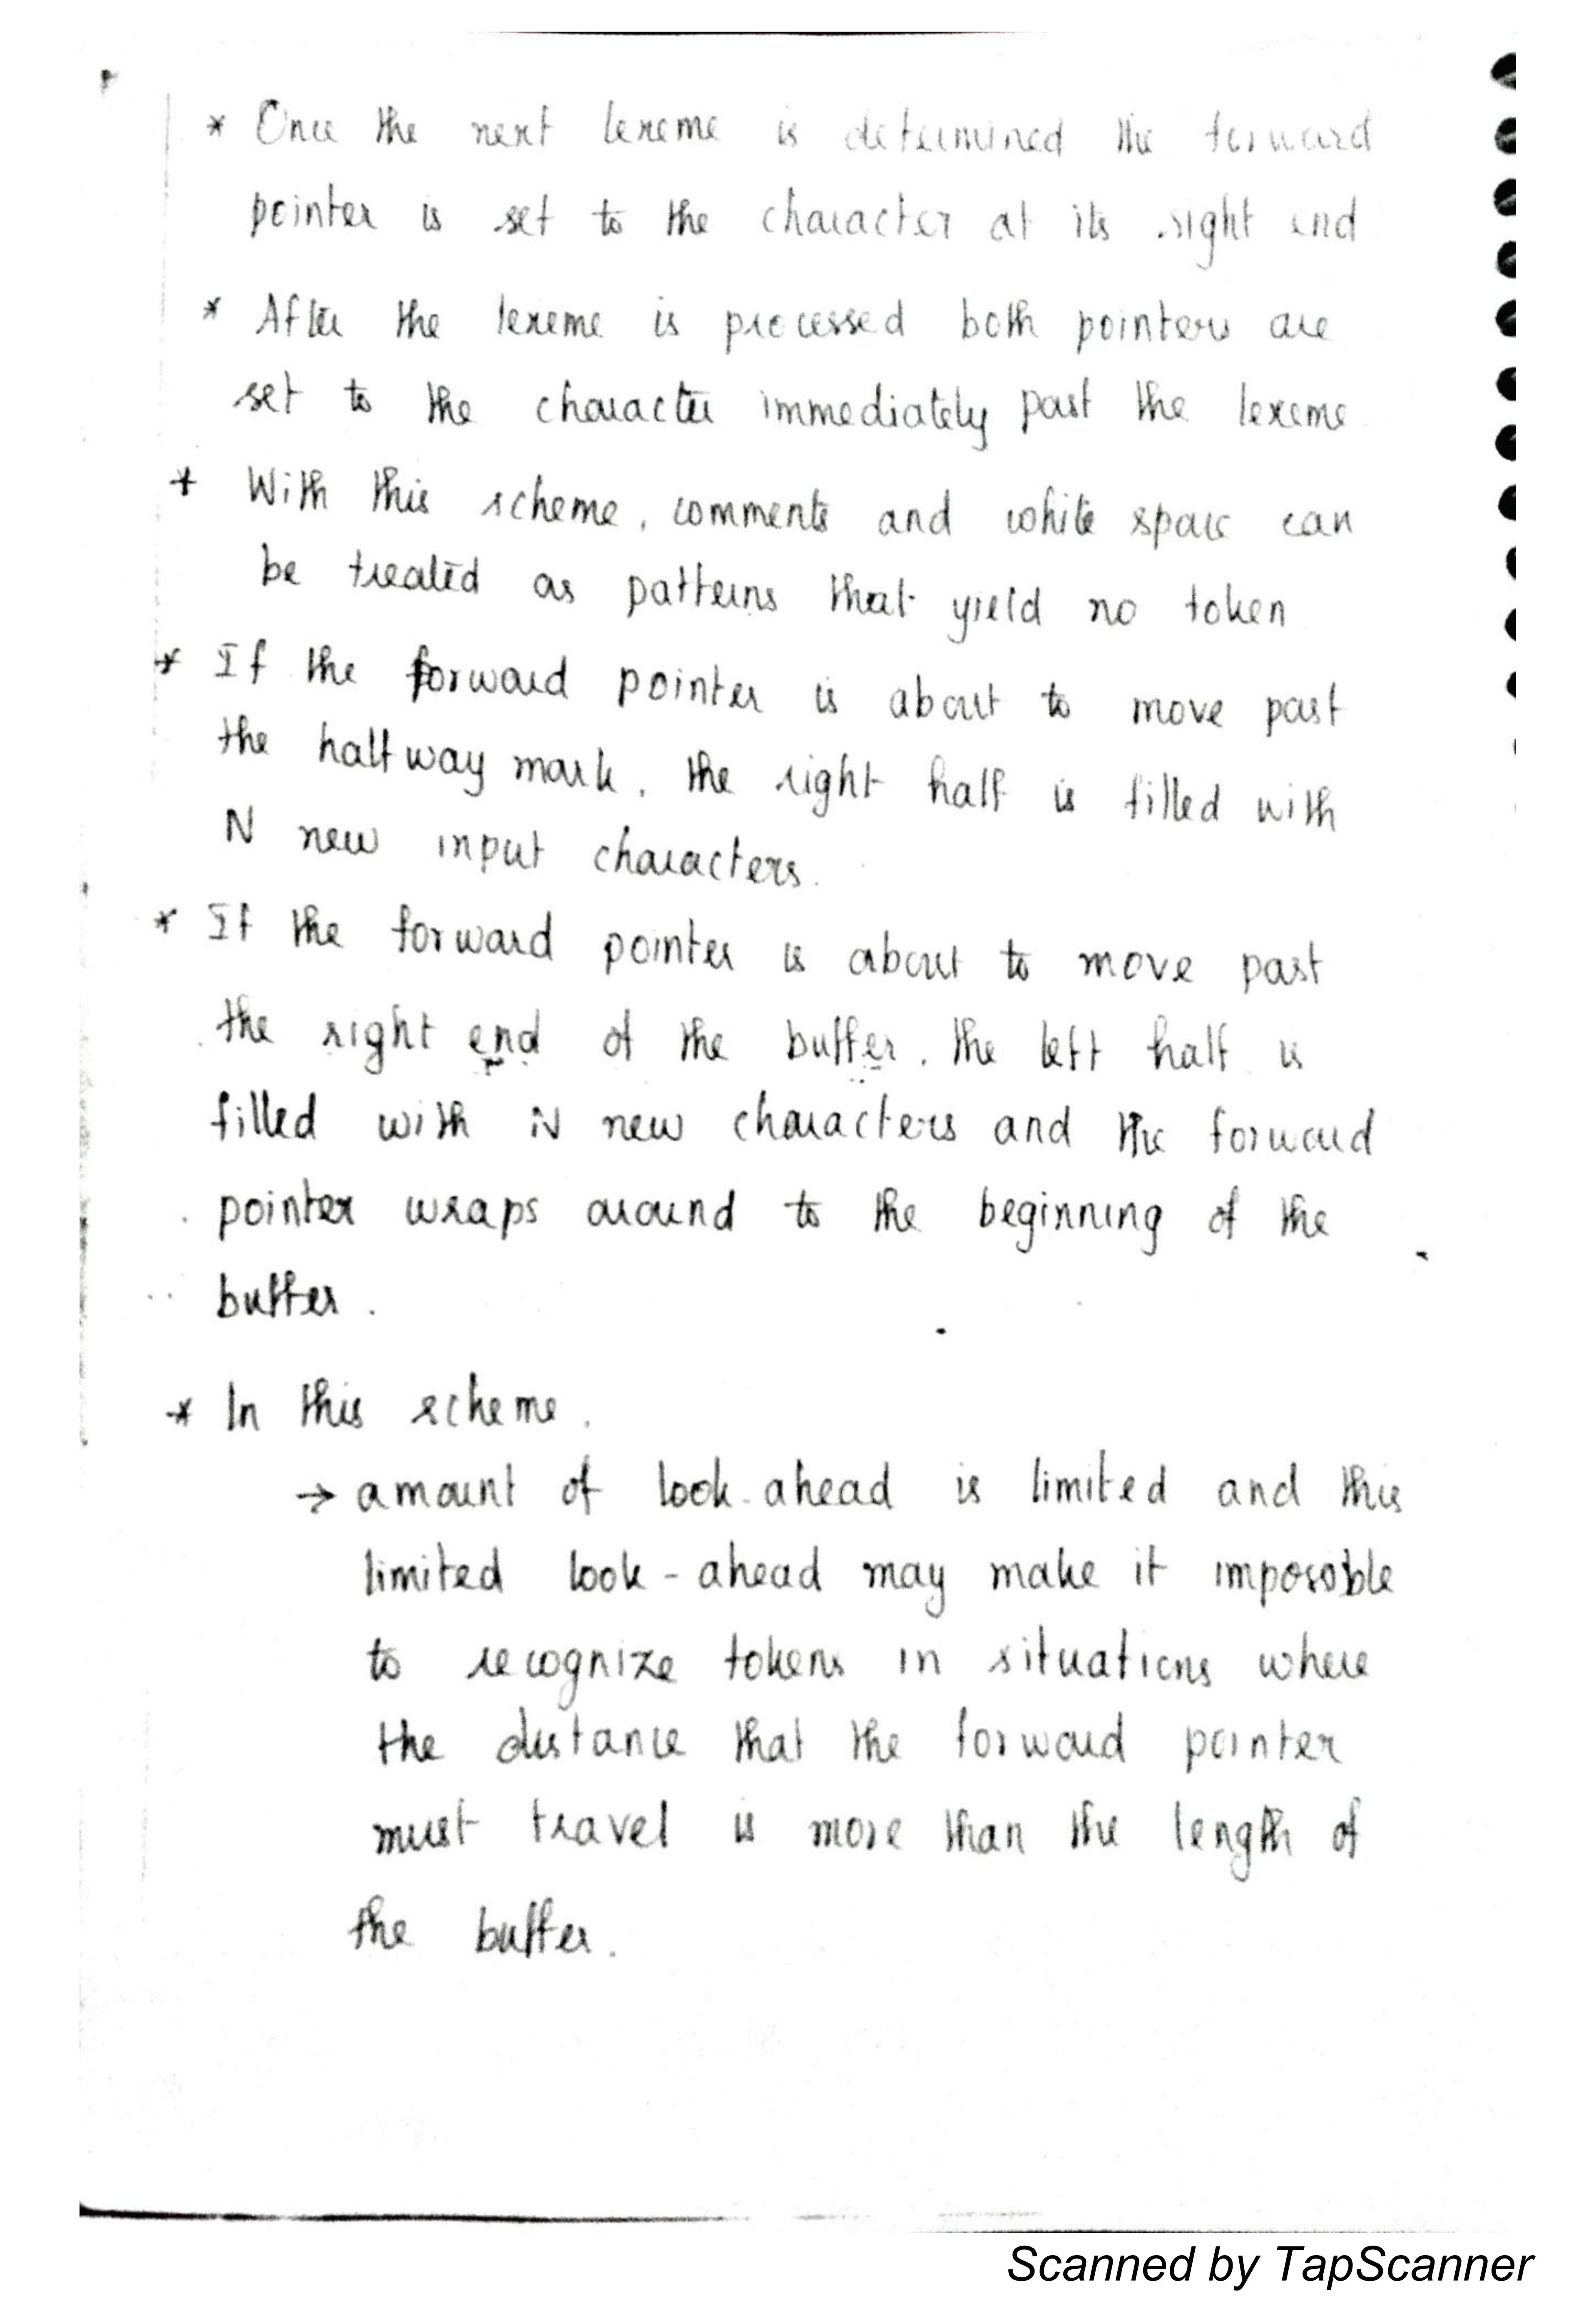 * Once the next lexeme is determined the forward
pointer is set to the character at its right end
* After the lexeme is processed both pointers are
set to the character immediately past the lexeme
* With this scheme, comments and white space can
be treated as patterns that yield no token
* If the forward pointer is about to move past
the halfway mark, the right half is filled with
N new input characters.
* If the forward pointer is about to move past
the right end of the buffer, the left half is
filled with N new characters and the forward
pointer wraps around to the beginning of the
buffer.
* In this scheme,
→ amount of look-ahead is limited and this
limited look-ahead may make it impossible
to recognize tokens in situations where
the distance that the forward pointer
must travel is more than the length of
the buffer.
Scanned by TapScanner